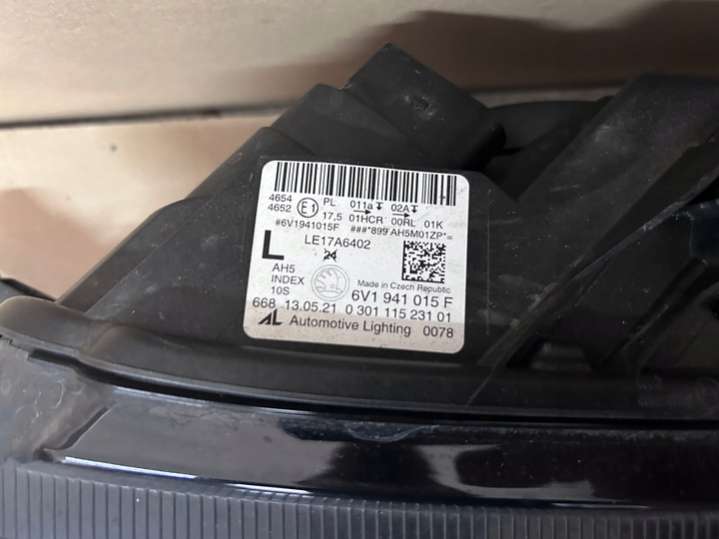 4654 E1 PL 011a 02A
4652 17,5 01HCR 00RL 01K
#6V1941015F ###*899 AH5M01ZP*=
L LE17A6402
24
AH5
INDEX Made in Czech Republic
10S 6V1 941 015 F
668 13.05.21 0 301 115 231 01
AL Automotive Lighting 0078